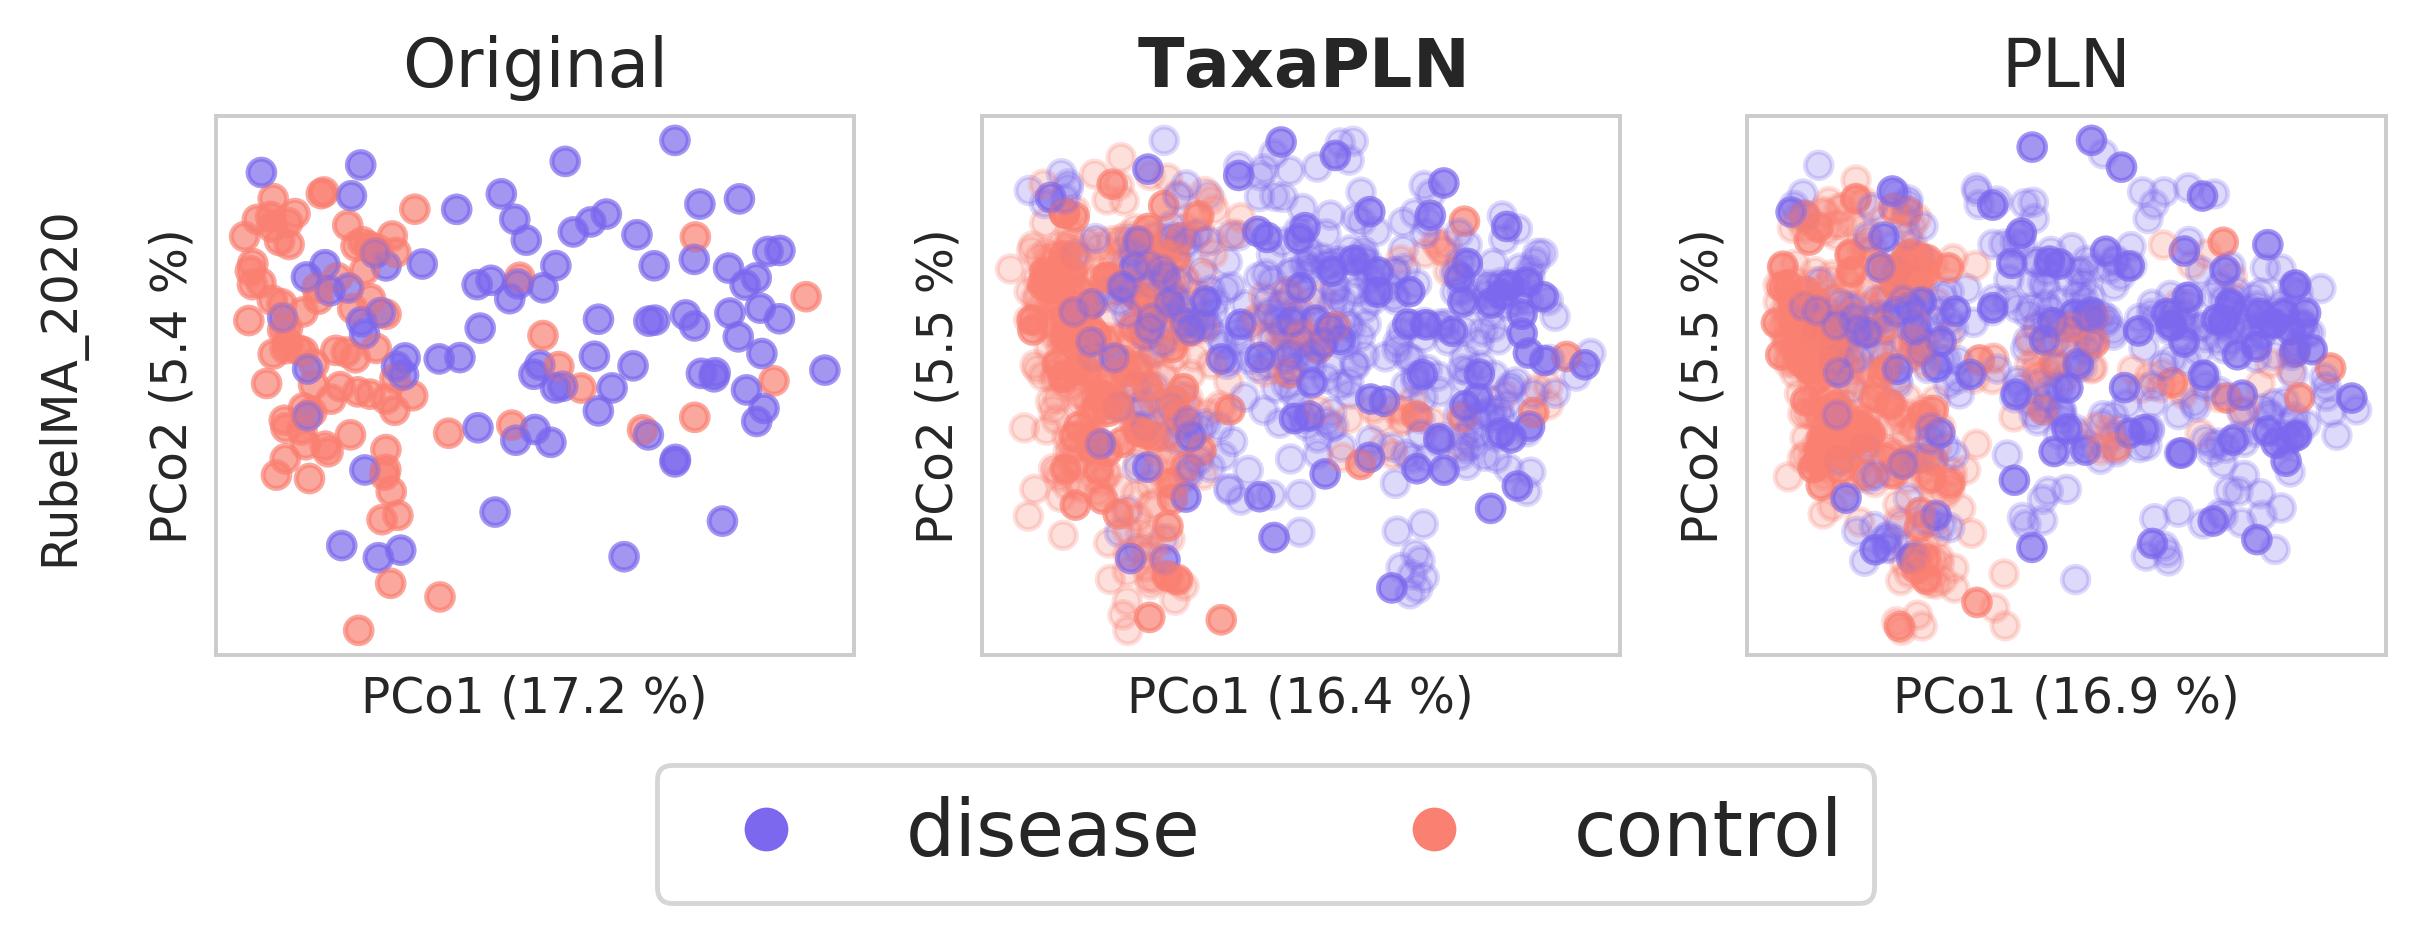 Original
TaxaPLN
PLN
RubelMA_2020
PCo2 (5.4 %)
PCo2 (5.5 %)
PCo2 (5.5 %)
PCo1 (17.2 %)
PCo1 (16.4 %)
PCo1 (16.9 %)
disease
control